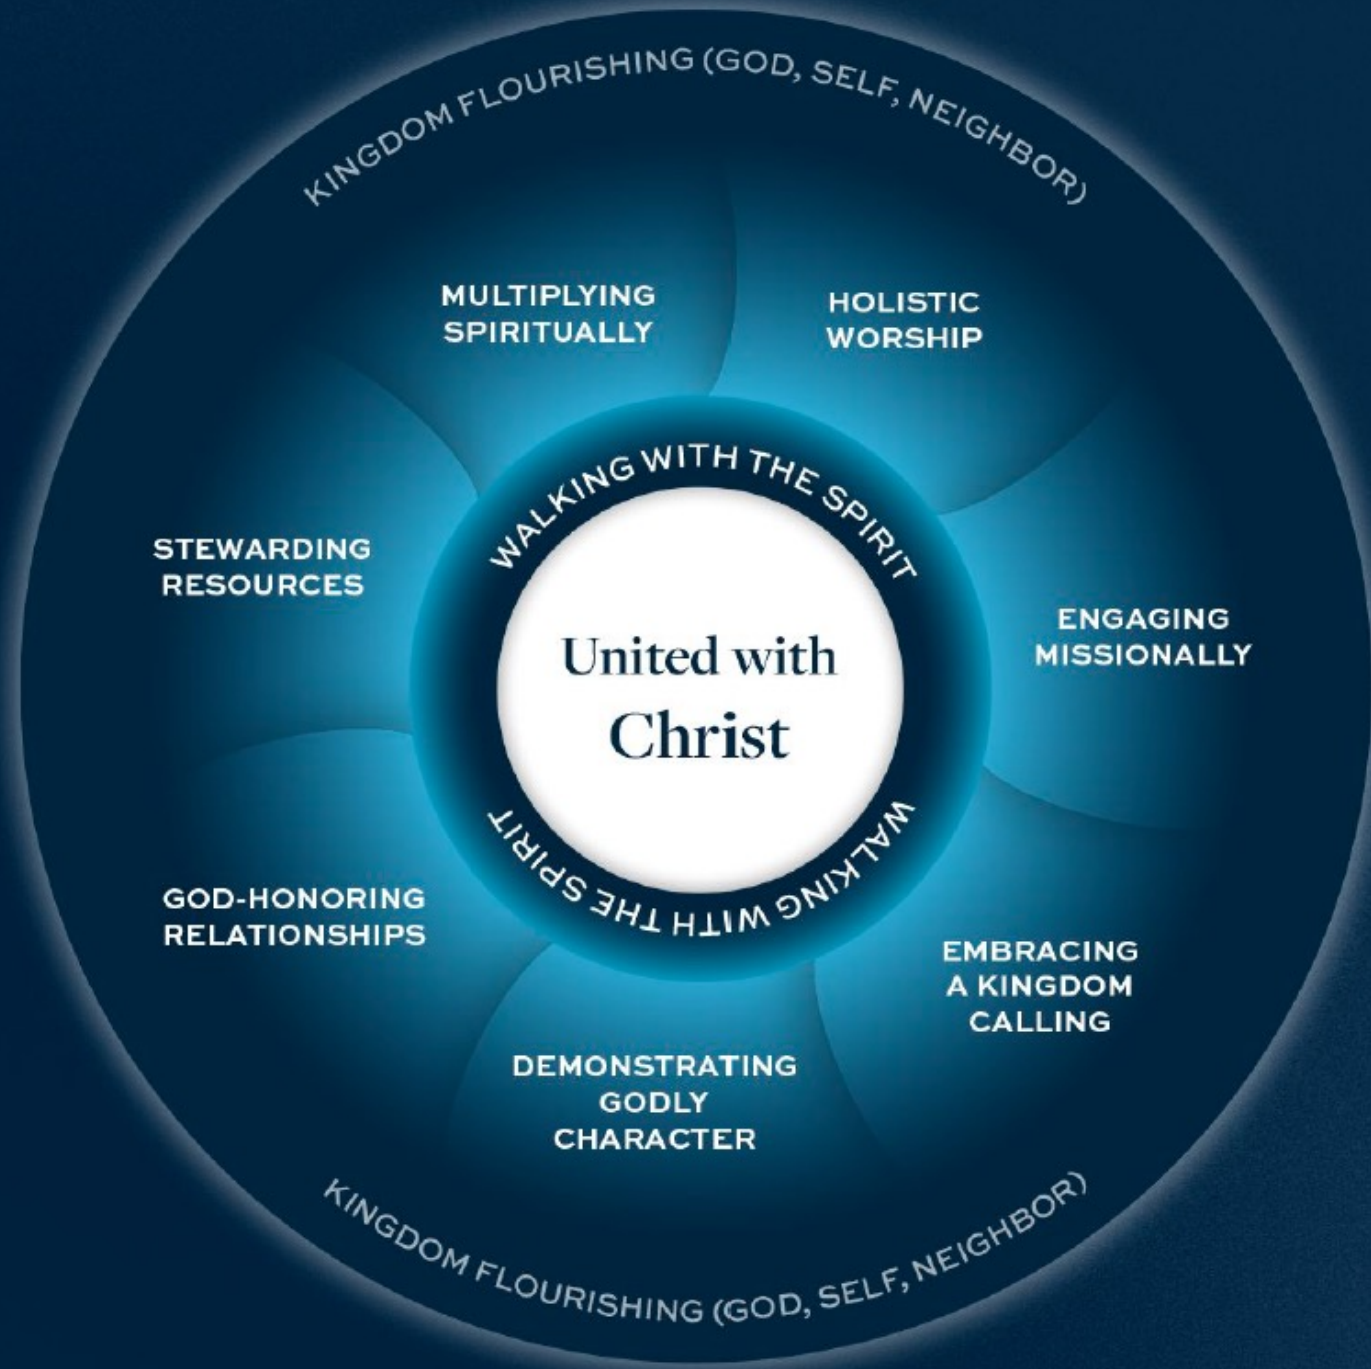 KINGDOM FLOURISHING (GOD, SELF, NEIGHBOR)
MULTIPLYING
SPIRITUALLY
HOLISTIC
WORSHIP
STEWARDING
RESOURCES
WALKING WITH THE SPIRIT
United with
Christ
WALKING WITH THE SPIRIT
ENGAGING
MISSIONALLY
GOD-HONORING
RELATIONSHIPS
EMBRACING
A KINGDOM
CALLING
DEMONSTRATING
GODLY
CHARACTER
KINGDOM FLOURISHING (GOD, SELF, NEIGHBOR)